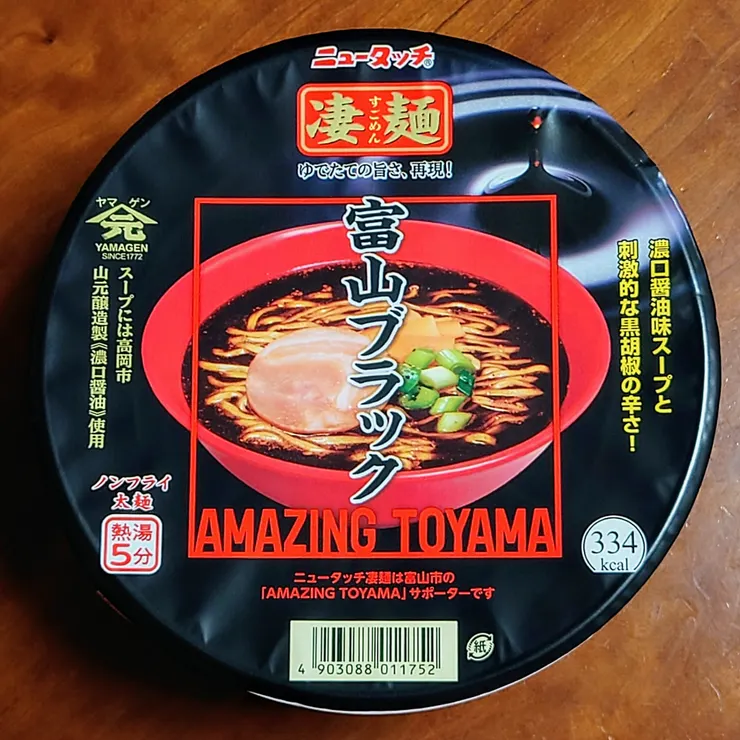 ニュータッチ®
凄麺
すごめん
ゆでたての旨さ、再現!
ヤマゲン
元
YAMAGEN
SINCE1772
スープには高岡市
山元醸造製《濃口醤油》使用
富山ブラック
濃口醤油味スープと
刺激的な黒胡椒の辛さ!
ノンフライ
太麺
熱湯
5分
AMAZING TOYAMA
334
kcal
ニュータッチ凄麺は富山市の
「AMAZING TOYAMA」サポーターです
4 903088 011752
紙